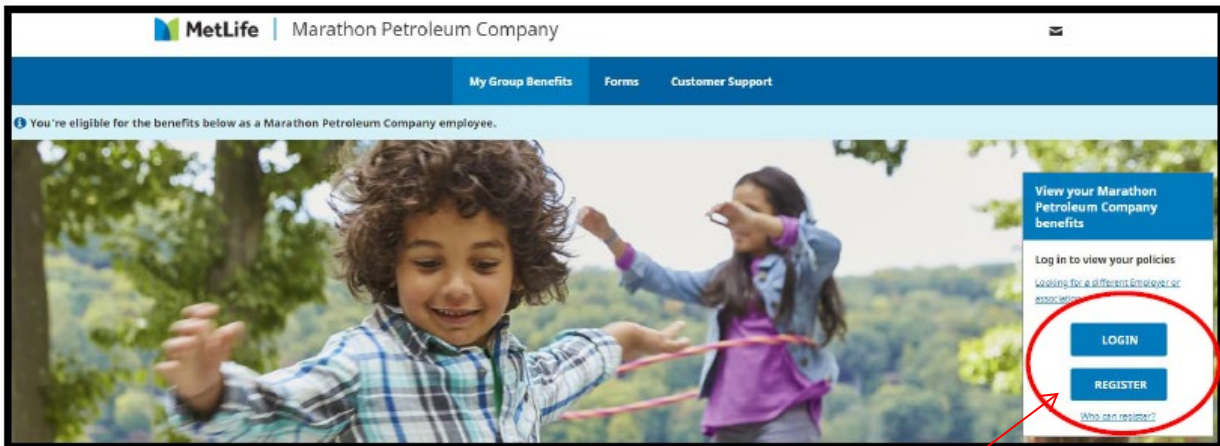 MetLife | Marathon Petroleum Company
My Group Benefits Forms Customer Support
You're eligible for the benefits below as a Marathon Petroleum Company employee.
View your Marathon
Petroleum Company
benefits
Log in to view your policies
Looking for a different Employer or
association
LOGIN
REGISTER
Who can register?